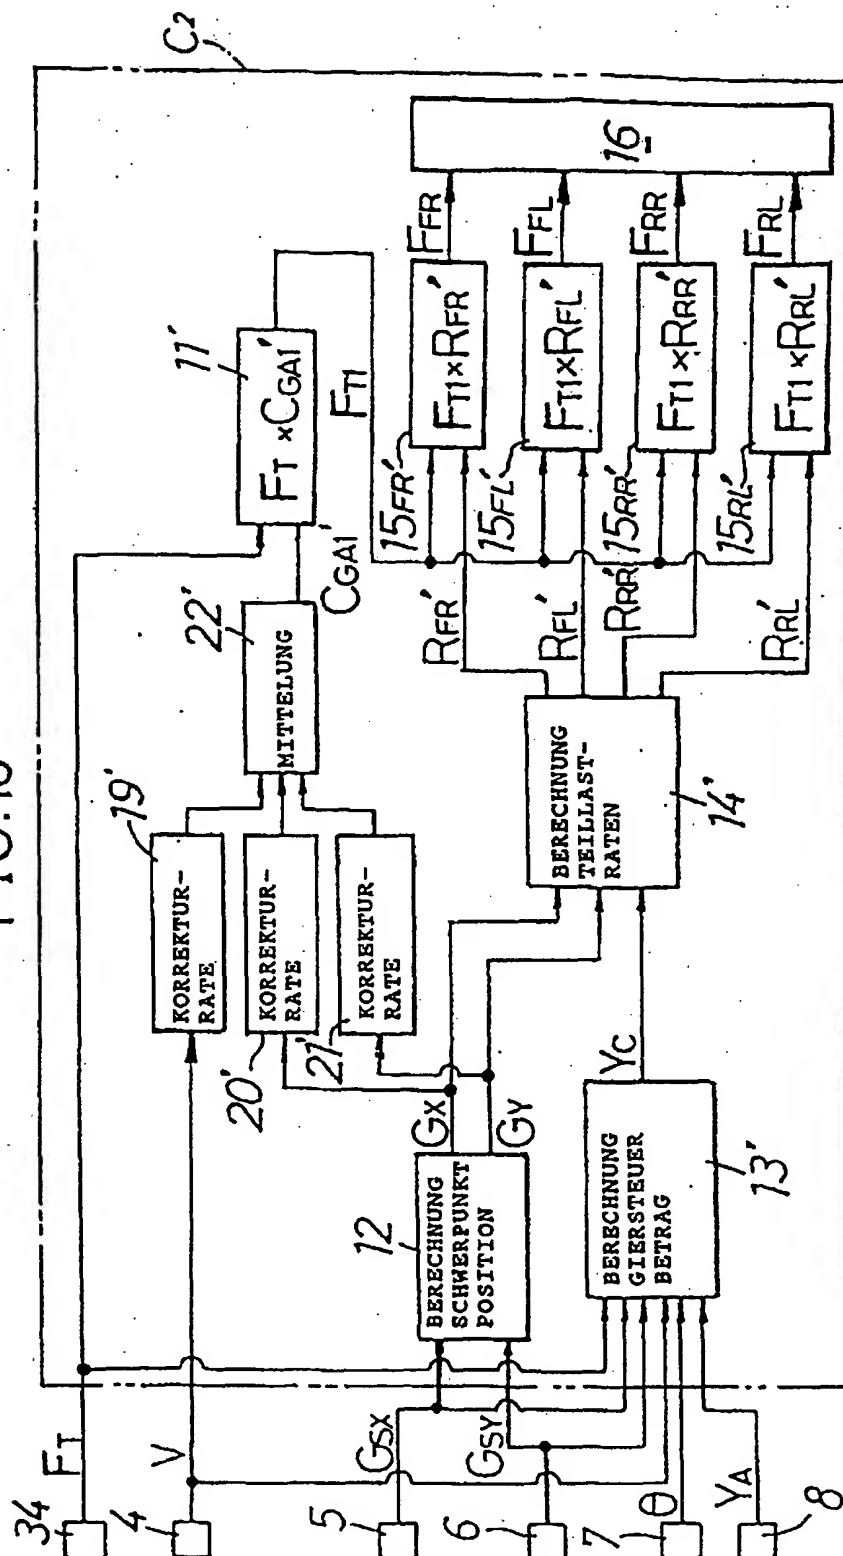 C2
34
FT
4
V
5
GSX
6
GSY
7
θ
8
YA
19'
KORREKTUR-
RATE
20'
KORREKTUR-
RATE
21'
KORREKTUR-
RATE
22'
MITTELUNG
CGA1'
11'
FT × CGA1'
FT1
12
BERECHNUNG
SCHWERPUNKT
POSITION
GX
GY
13'
BERECHNUNG
GIERSTEUER
BETRAG
YC
14'
BERECHNUNG
TEILLAST-
RATEN
RFR'
RFL'
RRR'
RRL'
15FR'
FT1×RFR'
15FL'
FT1×RFL'
15RR'
FT1×RRR'
15RL'
FT1×RRL'
FFR
FFL
FRR
FRL
16